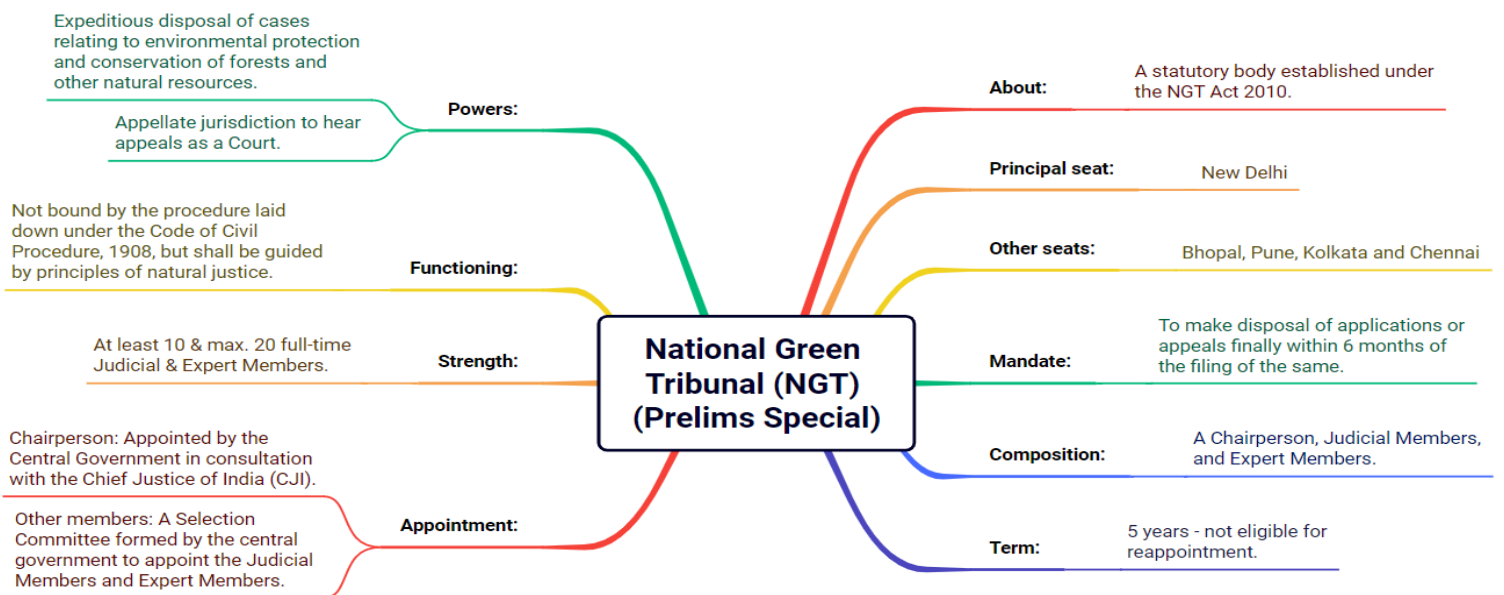 National Green
Tribunal (NGT)
(Prelims Special)
About:
A statutory body established under
the NGT Act 2010.
Principal seat:
New Delhi
Other seats:
Bhopal, Pune, Kolkata and Chennai
Mandate:
To make disposal of applications or
appeals finally within 6 months of
the filing of the same.
Composition:
A Chairperson, Judicial Members,
and Expert Members.
Term:
5 years - not eligible for
reappointment.
Powers:
Expeditious disposal of cases
relating to environmental protection
and conservation of forests and
other natural resources.
Appellate jurisdiction to hear
appeals as a Court.
Functioning:
Not bound by the procedure laid
down under the Code of Civil
Procedure, 1908, but shall be guided
by principles of natural justice.
Strength:
At least 10 & max. 20 full-time
Judicial & Expert Members.
Appointment:
Chairperson: Appointed by the
Central Government in consultation
with the Chief Justice of India (CJI).
Other members: A Selection
Committee formed by the central
government to appoint the Judicial
Members and Expert Members.